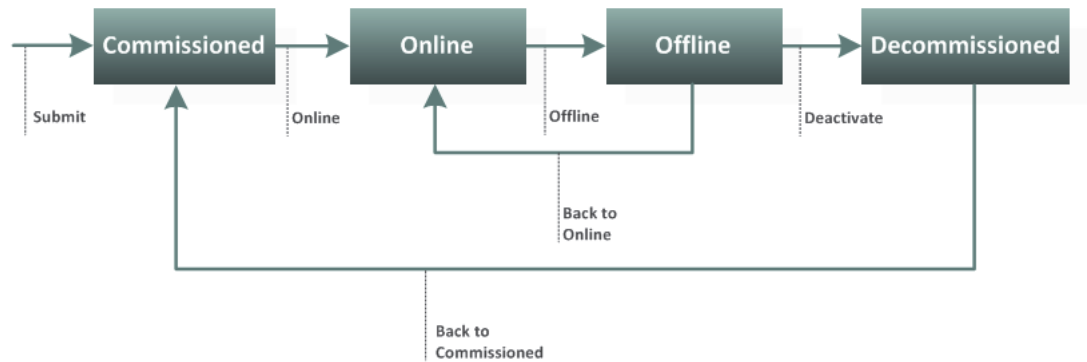 Commissioned
Online
Offline
Decommissioned
Submit
Online
Offline
Deactivate
Back to
Online
Back to
Commissioned